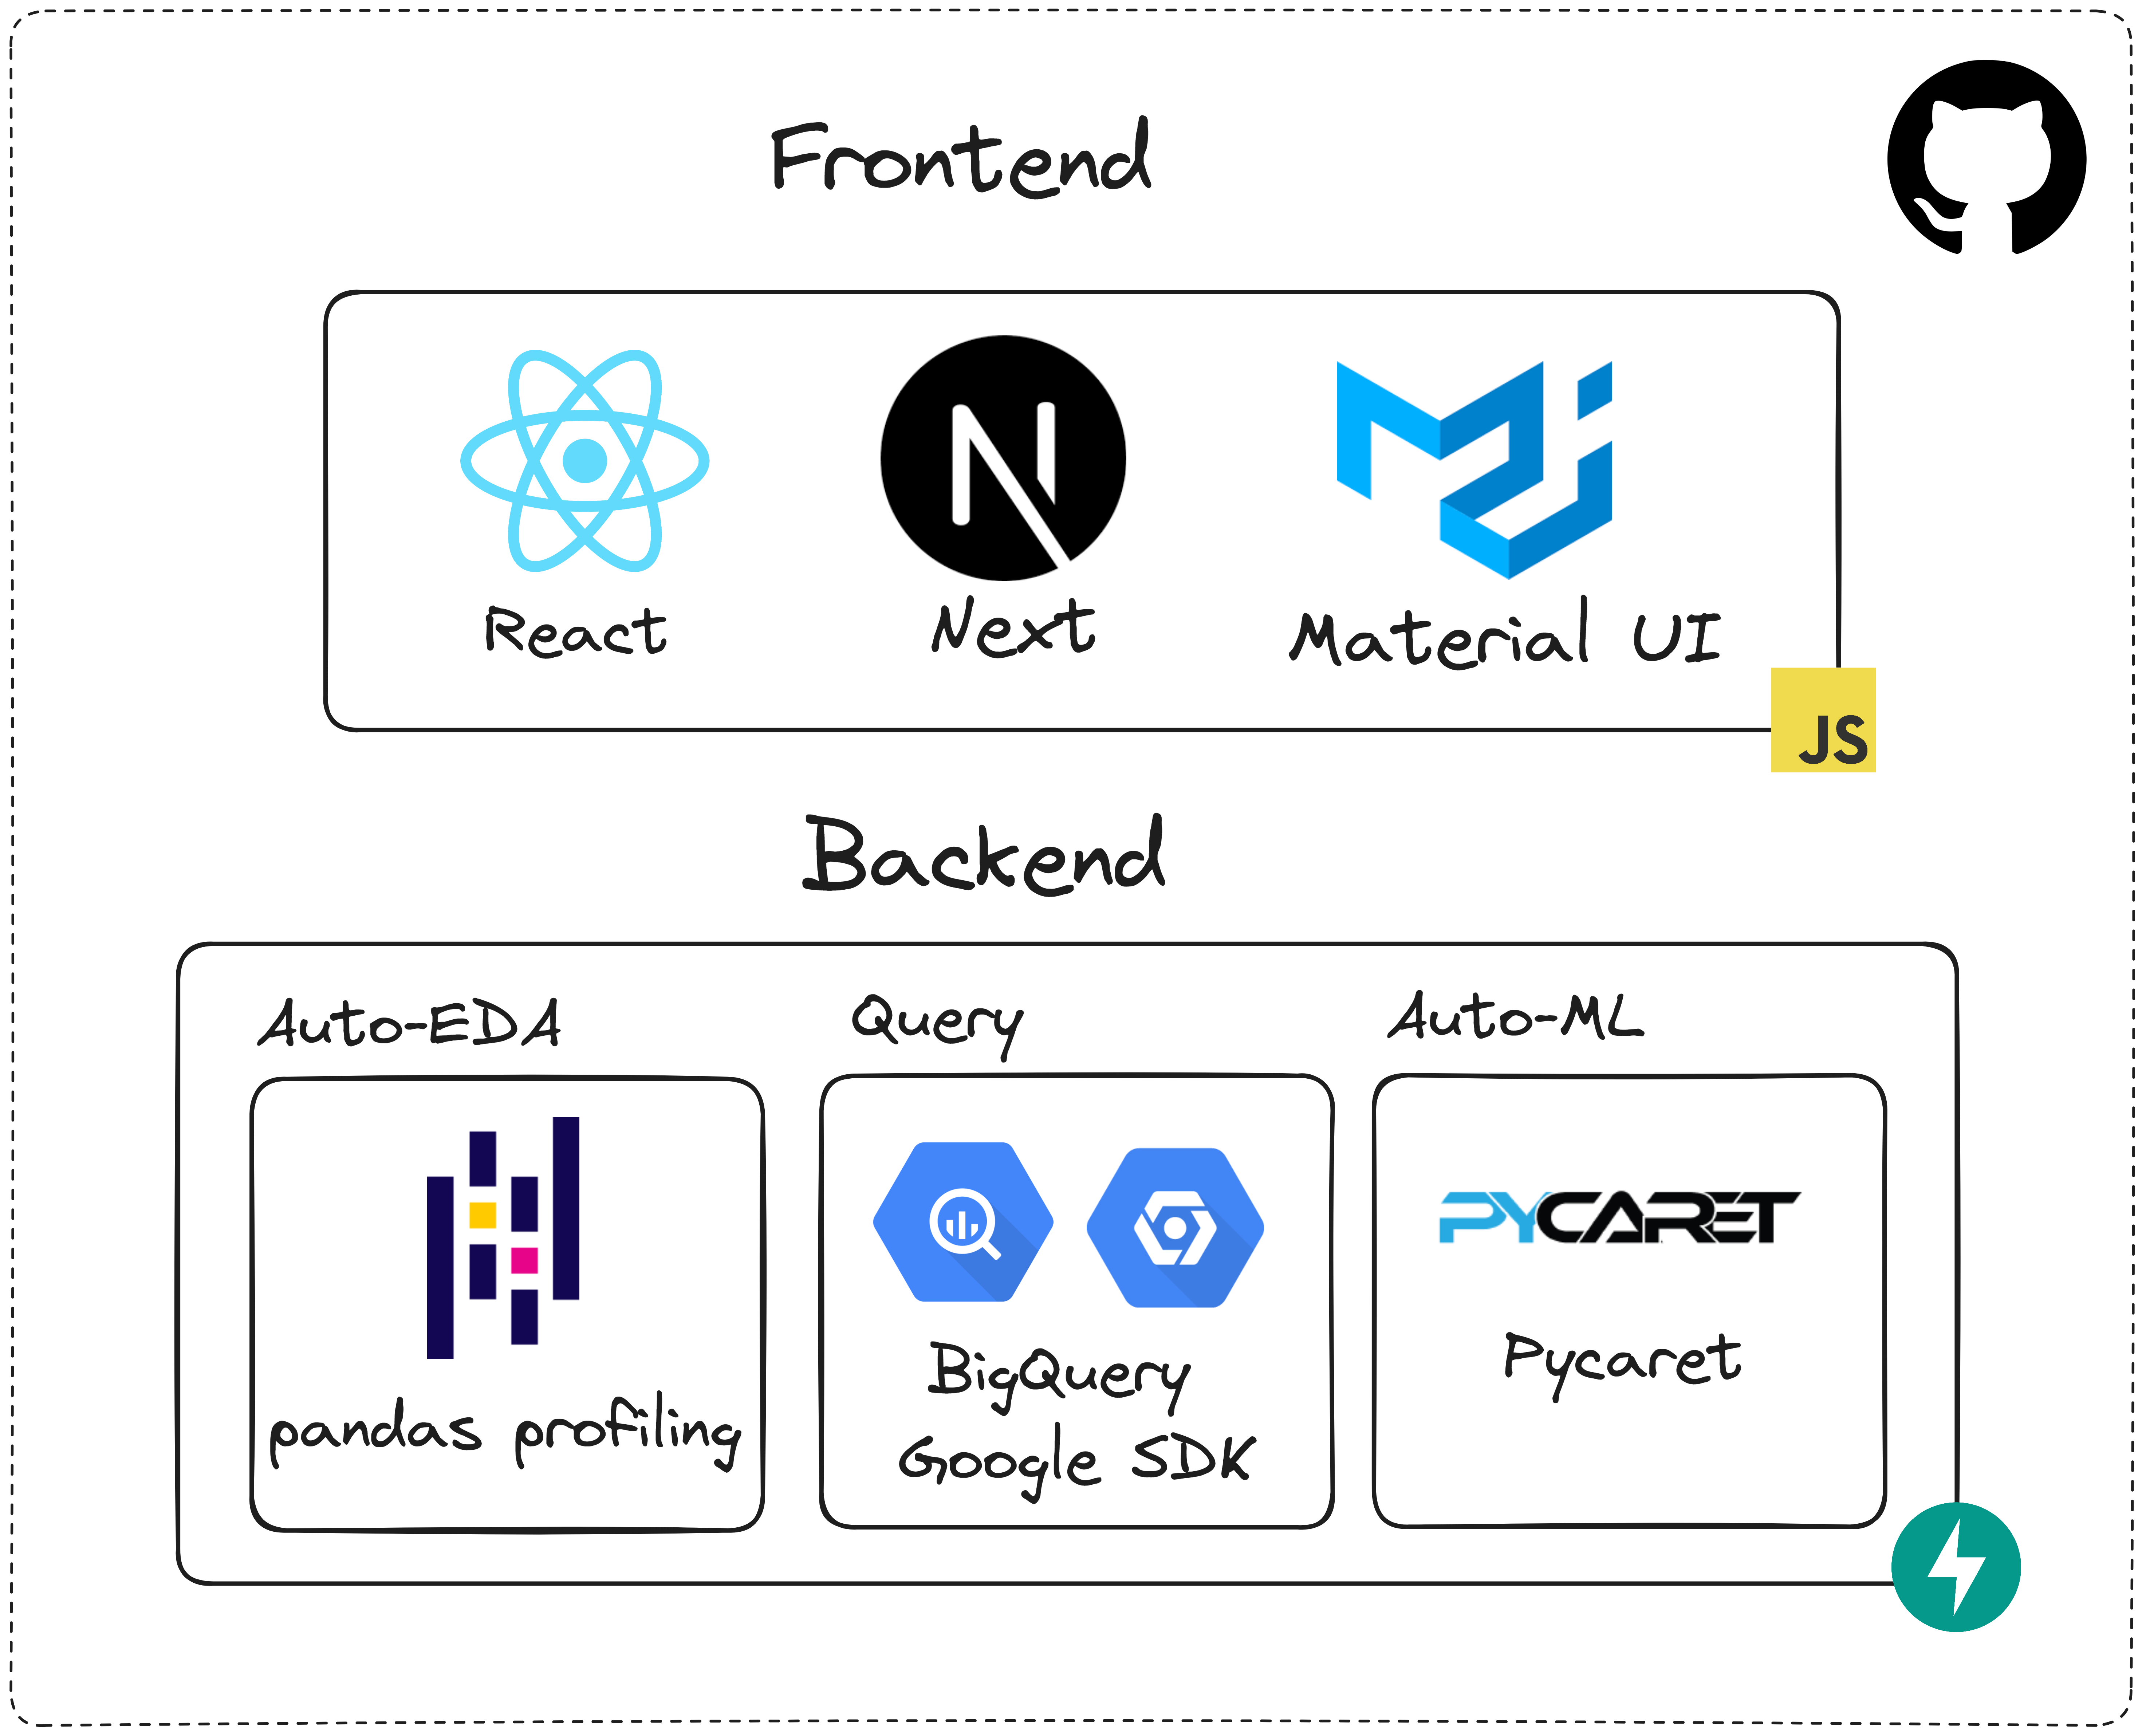 Frontend
React
Next
Material UI
JS
Backend
Auto-EDA
Query
Auto-ML
pandas profiling
BigQuery
Google SDK
PYCARET
Pycaret